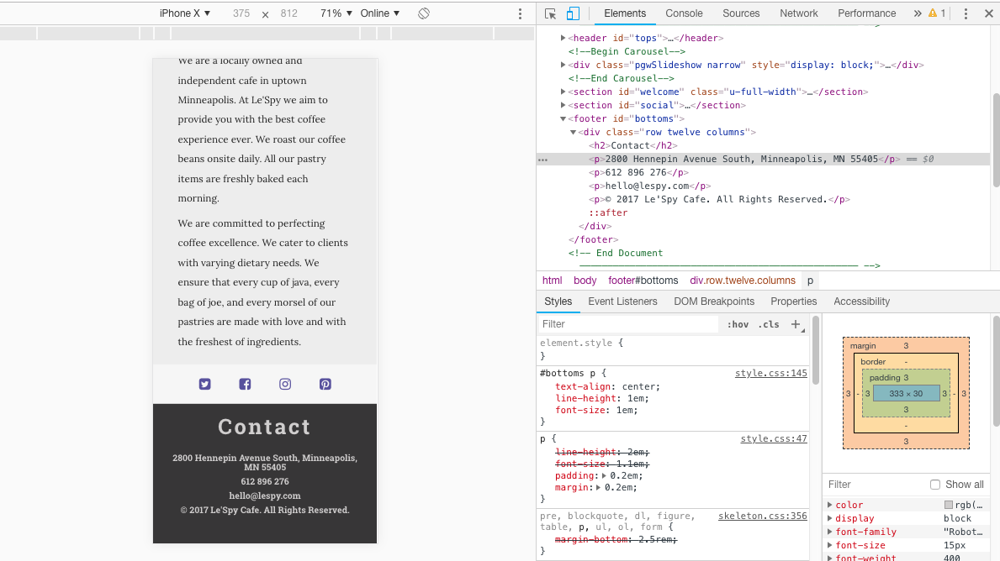 iPhone X ▼ 375 × 812 71% ▼ Online ▼
Elements Console Sources Network Performance » 1
We are a locally owned and
independent cafe in uptown
Minneapolis. At Le'Spy we aim to
provide you with the best coffee
experience ever. We roast our coffee
beans onsite daily. All our pastry
items are freshly baked each
morning.
We are committed to perfecting
coffee excellence. We cater to clients
with varying dietary needs. We
ensure that every cup of java, every
bag of joe, and every morsel of our
pastries are made with love and with
the freshest of ingredients.
Contact
2800 Hennepin Avenue South, Minneapolis,
MN 55405
612 896 276
hello@lespy.com
© 2017 Le'Spy Cafe. All Rights Reserved.
<header id="tops">…</header>
<!--Begin Carousel-->
<div class="pgwSlideshow narrow" style="display: block;">…</div>
<!--End Carousel-->
<section id="welcome" class="u-full-width">…</section>
<section id="social">…</section>
<footer id="bottoms">
<div class="row twelve columns">
<h2>Contact</h2>
<p>2800 Hennepin Avenue South, Minneapolis, MN 55405</p> == $0
<p>612 896 276</p>
<p>hello@lespy.com</p>
<p>© 2017 Le'Spy Cafe. All Rights Reserved.</p>
::after
</div>
</footer>
<!-- End Document
–––––––––––––––––––––––––––––––––––––––––––––––––– -->
html body footer#bottoms div.row.twelve.columns p
Styles Event Listeners DOM Breakpoints Properties Accessibility
Filter :hov .cls +
element.style {
}
#bottoms p { style.css:145
text-align: center;
line-height: 1em;
font-size: 1em;
}
p { style.css:47
line-height: 2em;
font-size: 1.1em;
padding: 0.2em;
margin: 0.2em;
}
pre, blockquote, dl, figure, skeleton.css:356
table, p, ul, ol, form {
margin-bottom: 2.5rem;
}
margin 3
border -
padding 3
3 - 3 333 × 30 3 - 3
3
-
3
Filter Show all
color rgb(…
display block
font-family "Robot…
font-size 15px
font-weight 400